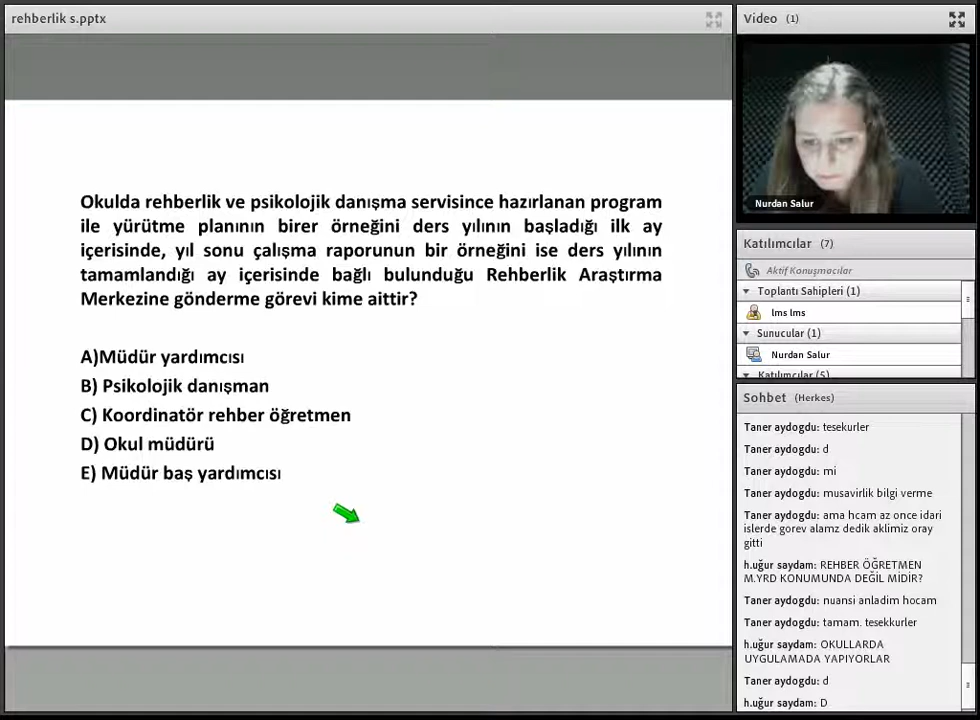 rehberlik s.pptx
Okulda rehberlik ve psikolojik danışma servisince hazırlanan program
ile yürütme planının birer örneğini ders yılının başladığı ilk ay
içerisinde, yıl sonu çalışma raporunun bir örneğini ise ders yılının
tamamlandığı ay içerisinde bağlı bulunduğu Rehberlik Araştırma
Merkezine gönderme görevi kime aittir?
A)Müdür yardımcısı
B) Psikolojik danışman
C) Koordinatör rehber öğretmen
D) Okul müdürü
E) Müdür baş yardımcısı
Video (1)
Nurdan Salur
Katılımcılar (7)
Aktif Konuşmacılar
Toplantı Sahipleri (1)
lms lms
Sunucular (1)
Nurdan Salur
Katılımcılar (5)
Sohbet (Herkes)
Taner aydogdu: tesekurler
Taner aydogdu: d
Taner aydogdu: mi
Taner aydogdu: musavirlik bilgi verme
Taner aydogdu: ama hcam az once idari
islerde gorev alamz dedik aklimiz oray
gitti
h.uğur saydam: REHBER ÖĞRETMEN
M.YRD KONUMUNDA DEĞİL MİDİR?
Taner aydogdu: nuansi anladim hocam
Taner aydogdu: tamam. tesekkurler
h.uğur saydam: OKULLARDA
UYGULAMADA YAPIYORLAR
Taner aydogdu: d
h.uğur saydam: D